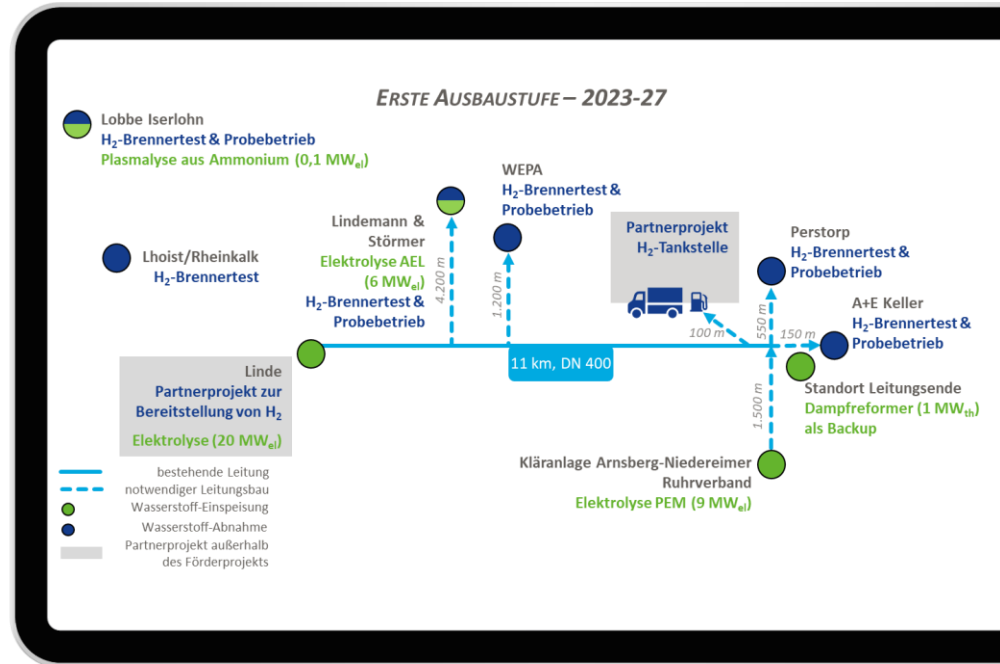 ERSTE AUSBAUSTUFE – 2023-27
Lobbe Iserlohn
H₂-Brennertest & Probebetrieb
Plasmalyse aus Ammonium (0,1 MWel)
Lhoist/Rheinkalk
H₂-Brennertest
Lindemann &
Störmer
Elektrolyse AEL
(6 MWel)
H₂-Brennertest &
Probebetrieb
4.200 m
WEPA
H₂-Brennertest &
Probebetrieb
1.200 m
Partnerprojekt
H₂-Tankstelle
100 m
Perstorp
H₂-Brennertest &
Probebetrieb
550 m
A+E Keller
H₂-Brennertest &
Probebetrieb
150 m
11 km, DN 400
Linde
Partnerprojekt zur
Bereitstellung von H₂
Elektrolyse (20 MWel)
Standort Leitungsende
Dampfreformer (1 MWth)
als Backup
1.500 m
Kläranlage Arnsberg-Niedereimer
Ruhrverband
Elektrolyse PEM (9 MWel)
bestehende Leitung
notwendiger Leitungsbau
Wasserstoff-Einspeisung
Wasserstoff-Abnahme
Partnerprojekt außerhalb
des Förderprojekts